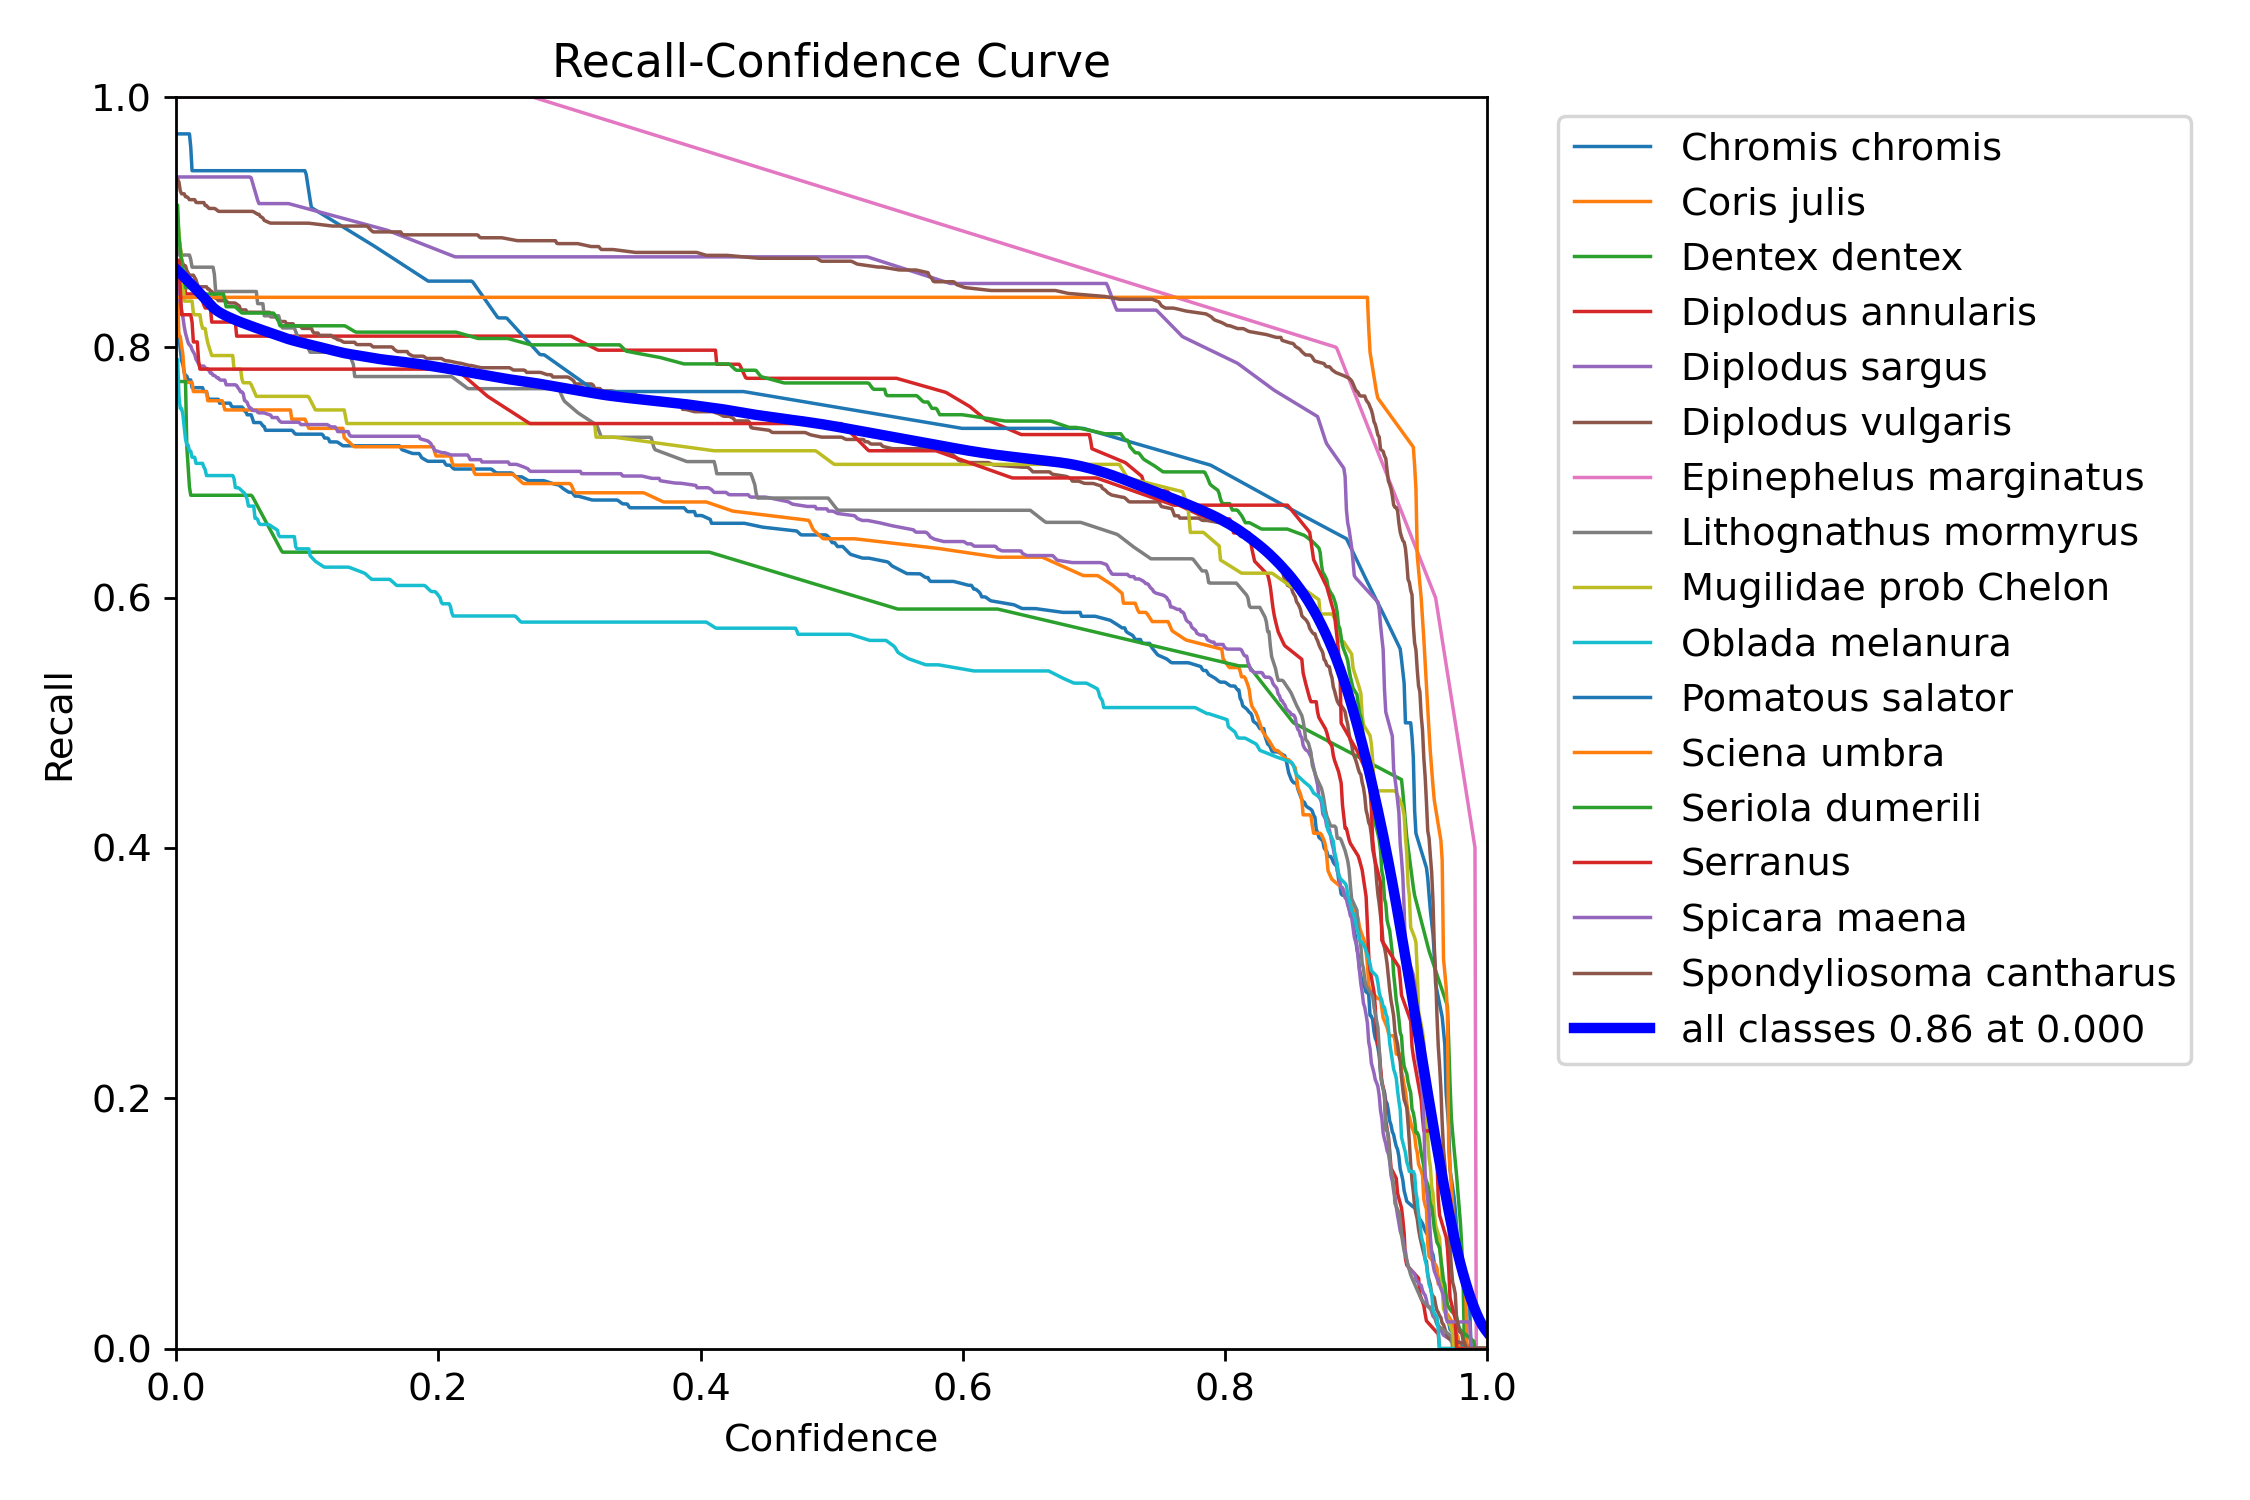 Recall-Confidence Curve
1.0
0.8
0.6
0.4
0.2
0.0
Recall
0.0 0.2 0.4 0.6 0.8 1.0
Confidence
Chromis chromis
Coris julis
Dentex dentex
Diplodus annularis
Diplodus sargus
Diplodus vulgaris
Epinephelus marginatus
Lithognathus mormyrus
Mugilidae prob Chelon
Oblada melanura
Pomatous salator
Sciena umbra
Seriola dumerili
Serranus
Spicara maena
Spondyliosoma cantharus
all classes 0.86 at 0.000